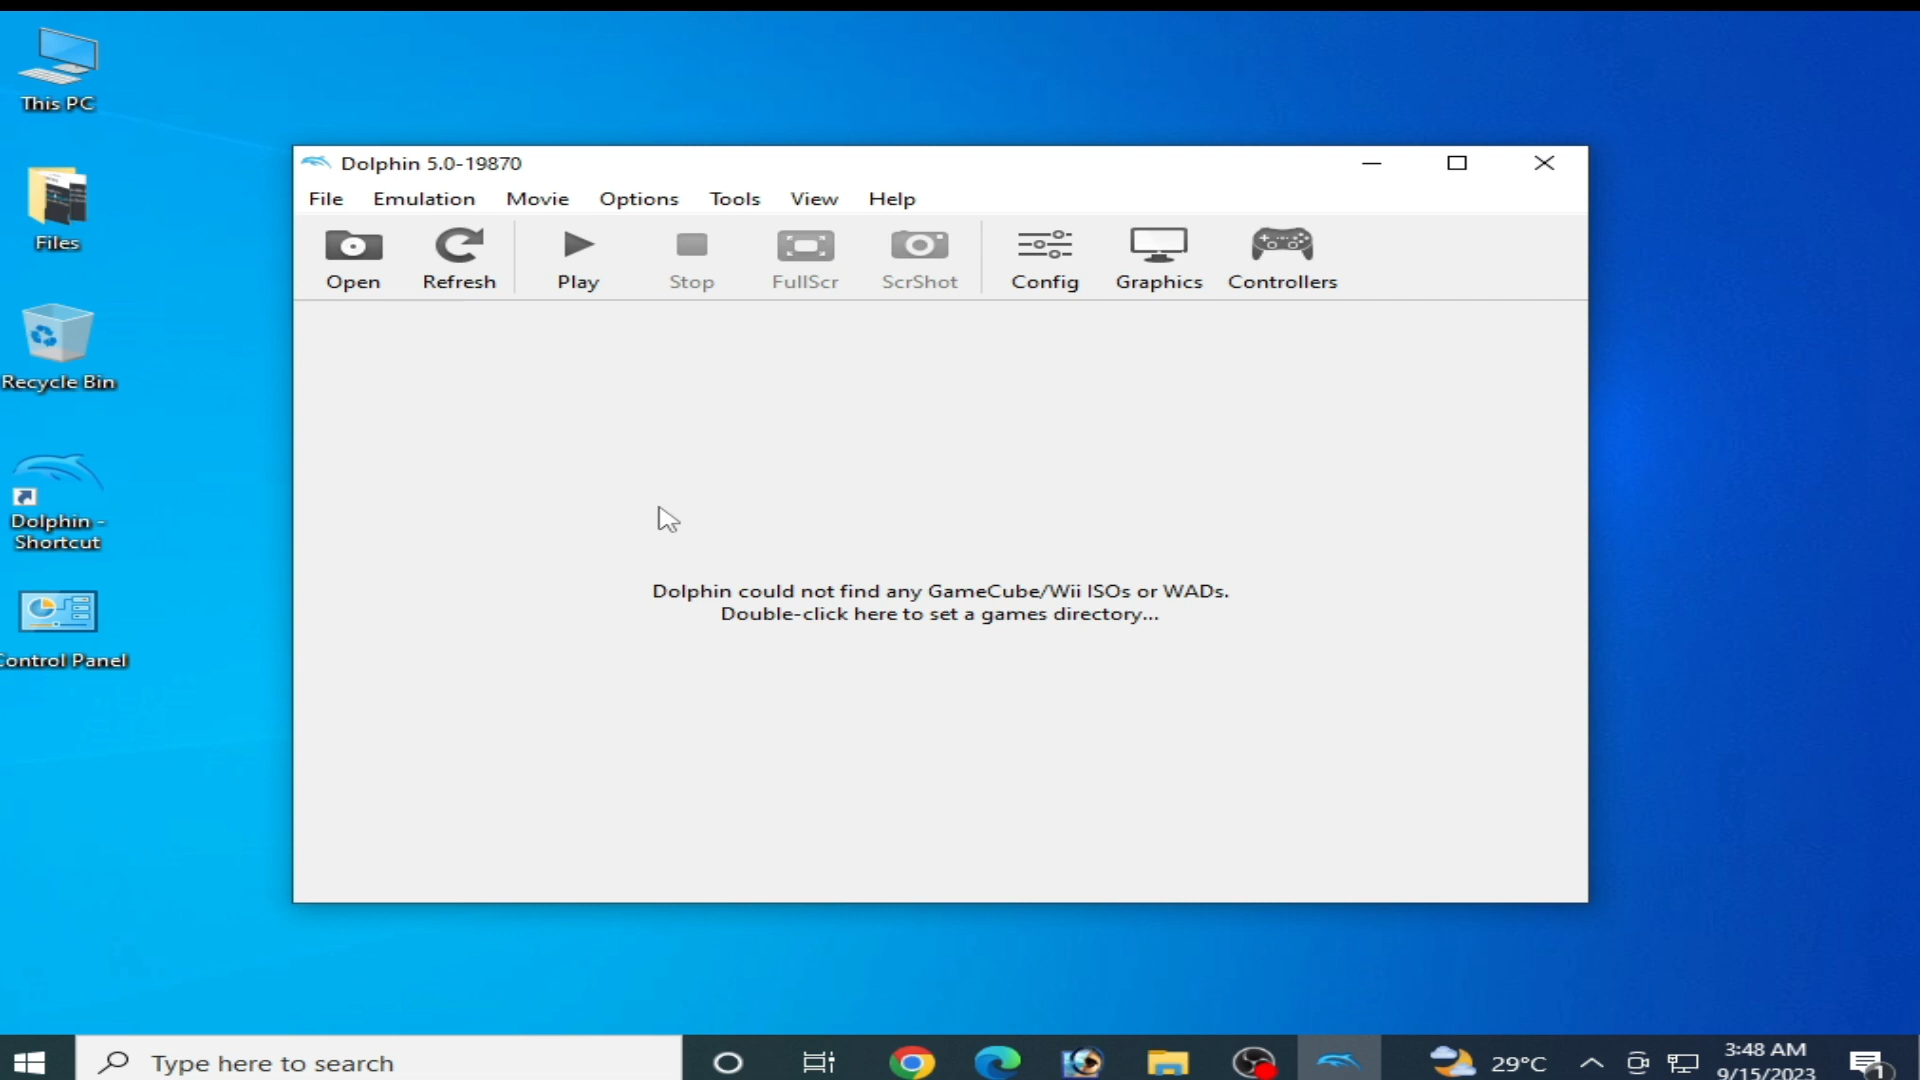 This PC
Files
Recycle Bin
Dolphin -
Shortcut
Control Panel
Dolphin 5.0-19870
File Emulation Movie Options Tools View Help
Open Refresh Play Stop FullScr ScrShot Config Graphics Controllers
Dolphin could not find any GameCube/Wii ISOs or WADs.
Double-click here to set a games directory...
Type here to search
29°C
3:48 AM
9/15/2023
1